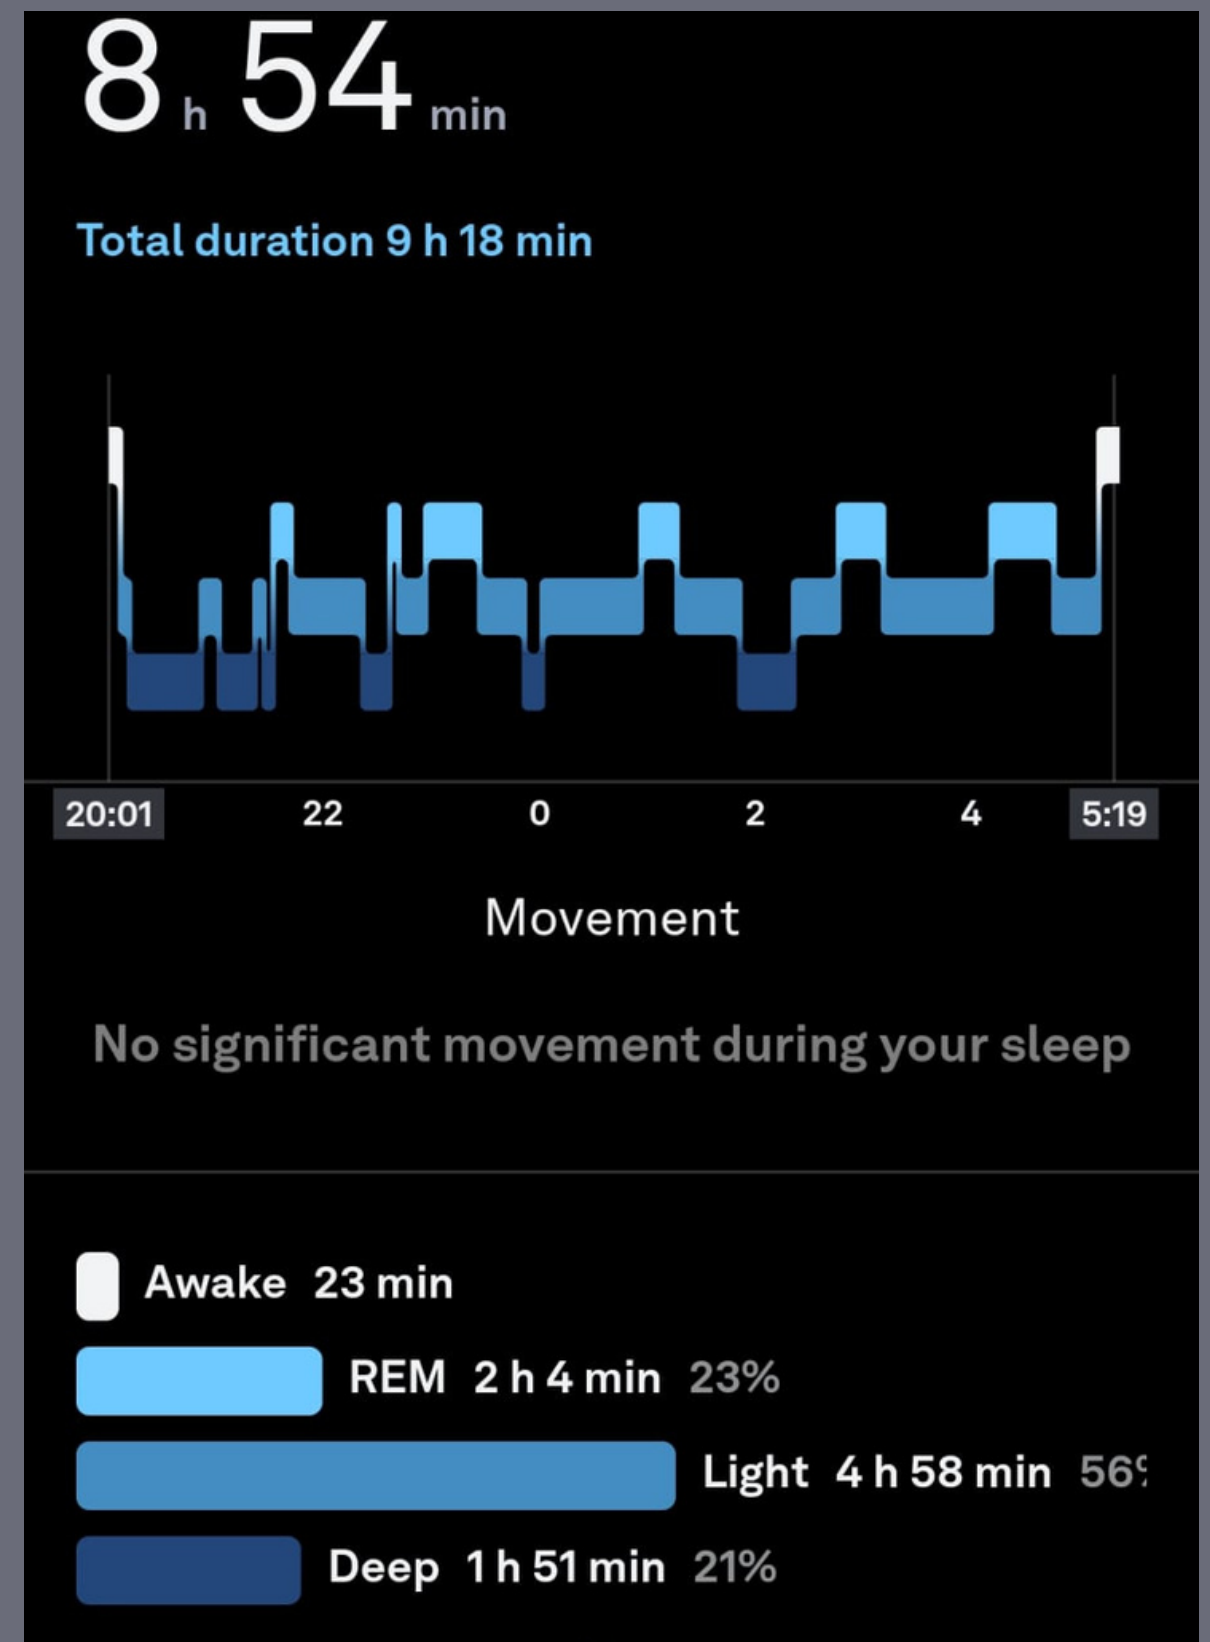 8 h 54 min
Total duration 9 h 18 min
20:01 22 0 2 4 5:19
Movement
No significant movement during your sleep
Awake 23 min
REM 2 h 4 min 23%
Light 4 h 58 min 56
Deep 1 h 51 min 21%